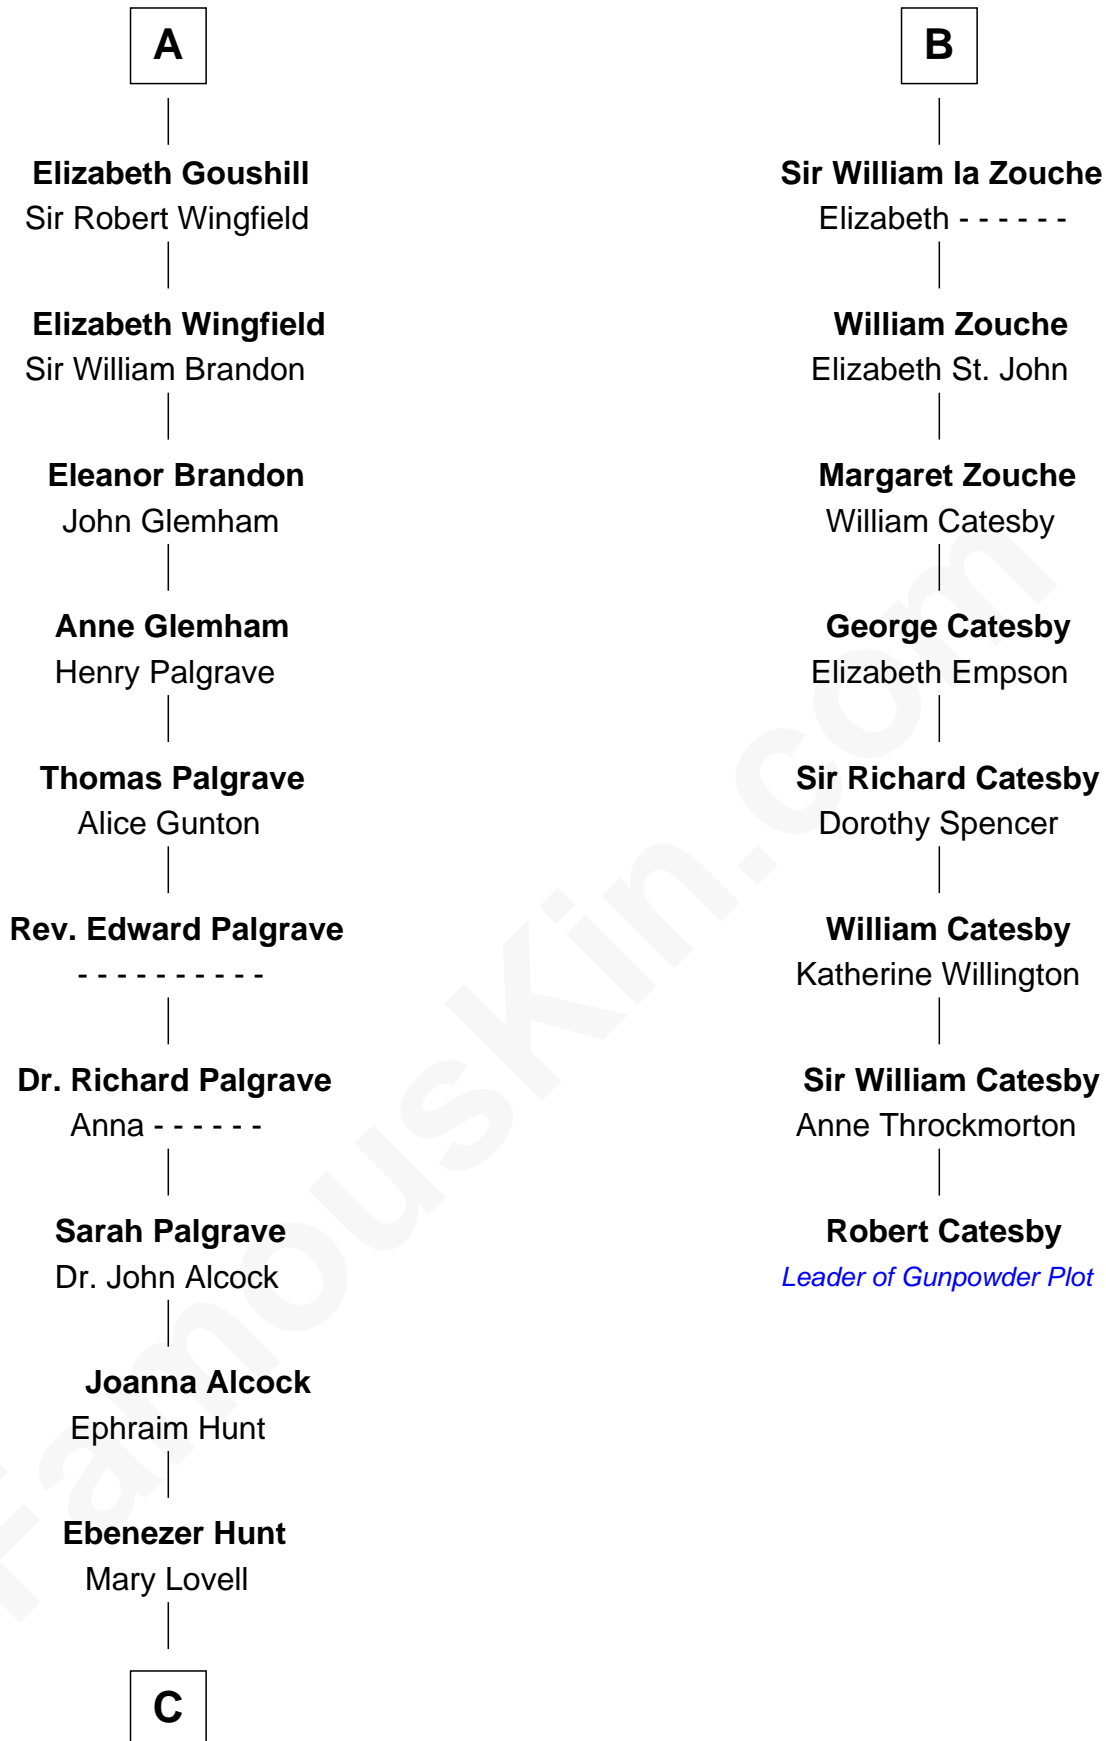 A
Elizabeth Goushill
Sir Robert Wingfield
Elizabeth Wingfield
Sir William Brandon
Eleanor Brandon
John Glemham
Anne Glemham
Henry Palgrave
Thomas Palgrave
Alice Gunton
Rev. Edward Palgrave
- - - - - - - - - -
Dr. Richard Palgrave
Anna - - - - - -
Sarah Palgrave
Dr. John Alcock
Joanna Alcock
Ephraim Hunt
Ebenezer Hunt
Mary Lovell
C
B
Sir William la Zouche
Elizabeth - - - - - -
William Zouche
Elizabeth St. John
Margaret Zouche
William Catesby
George Catesby
Elizabeth Empson
Sir Richard Catesby
Dorothy Spencer
William Catesby
Katherine Willington
Sir William Catesby
Anne Throckmorton
Robert Catesby
Leader of Gunpowder Plot
FamousKin.com